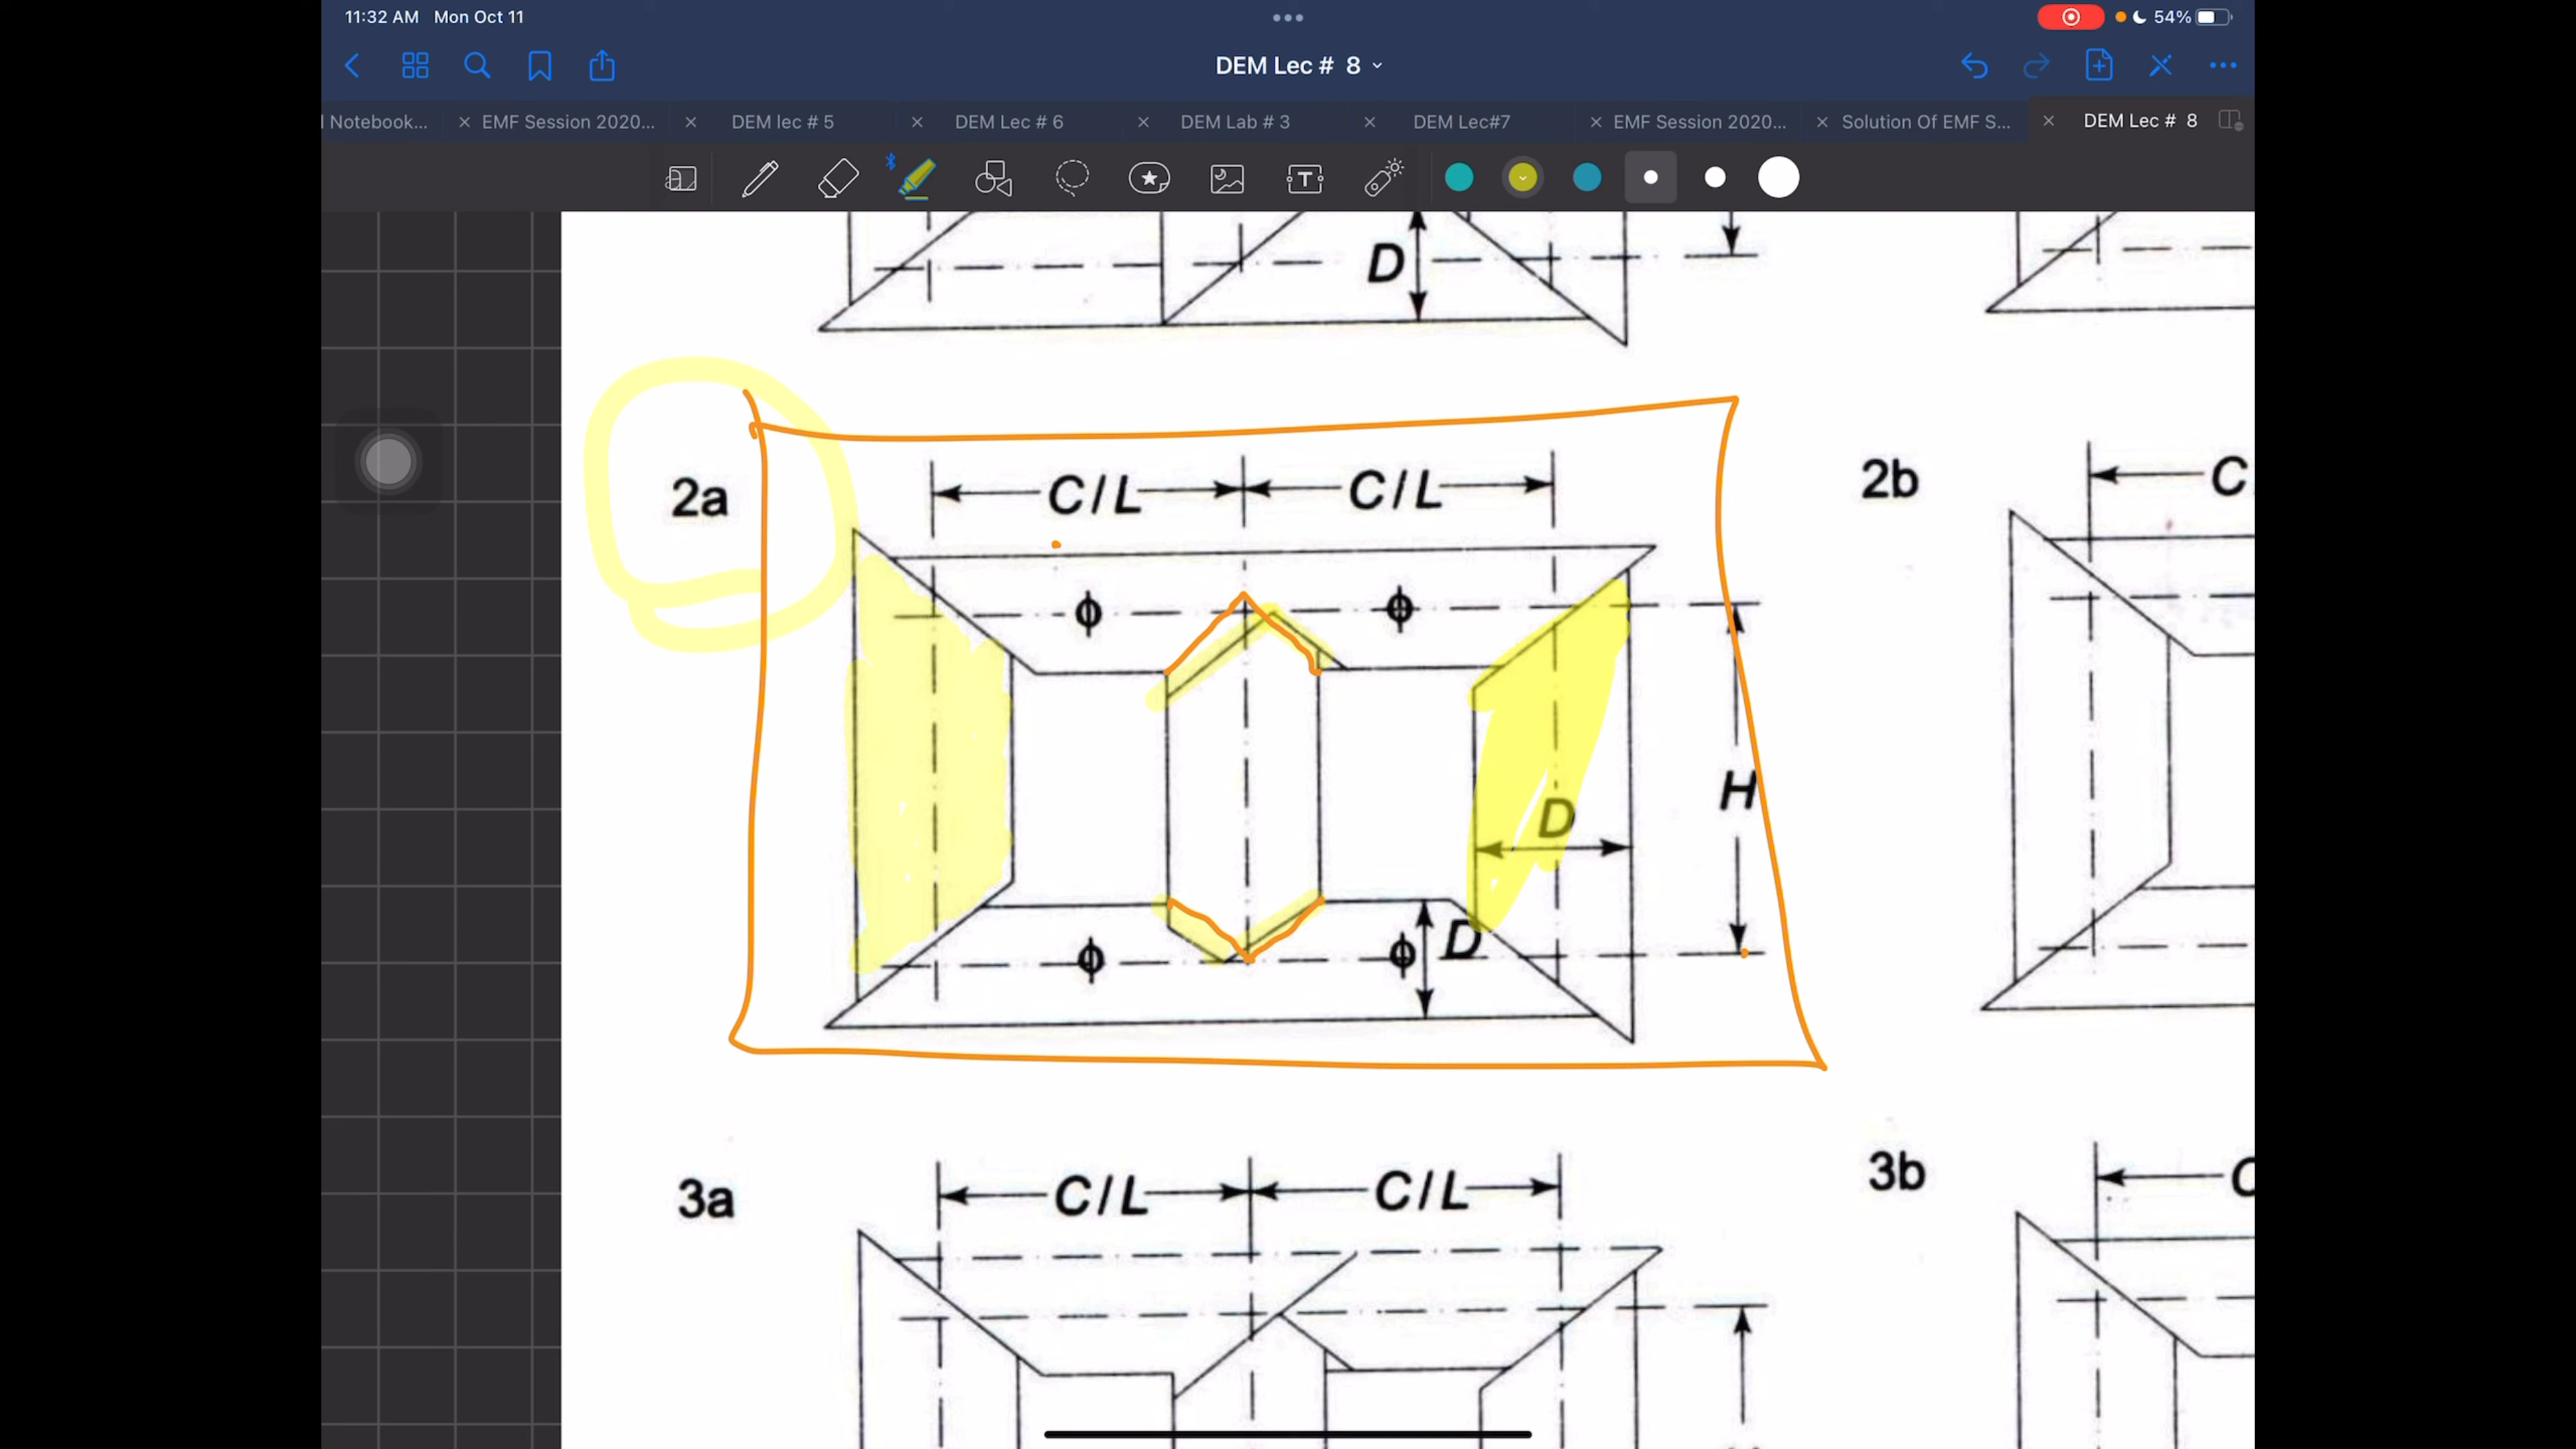 11:32 AM Mon Oct 11
54%
DEM Lec # 8
l Notebook... EMF Session 2020... DEM lec # 5 DEM Lec # 6 DEM Lab # 3 DEM Lec#7 EMF Session 2020... Solution Of EMF S... DEM Lec # 8
D
2a
C/L C/L
ϕ ϕ
H
D
ϕ ϕ D
2b
C
3a
C/L C/L
3b
C